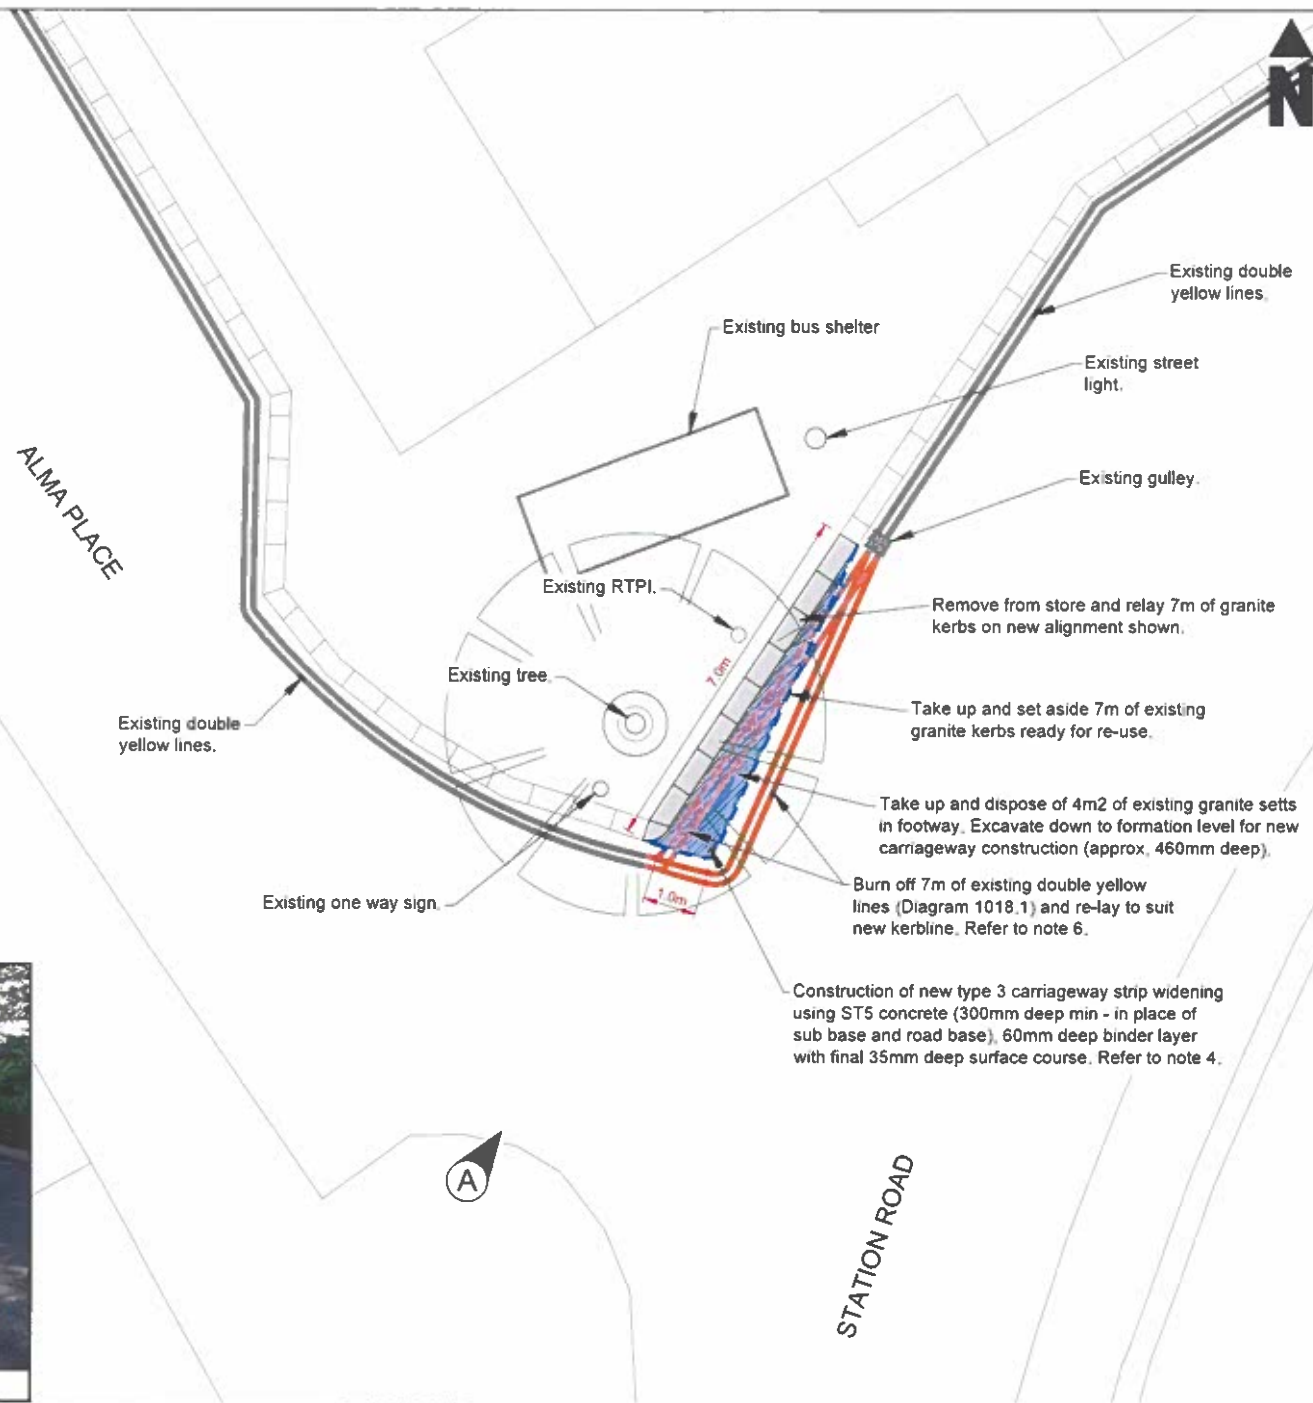 N
Existing double
yellow lines.
Existing bus shelter
Existing street
light.
ALMA PLACE
Existing gulley.
Existing RTPI.
Remove from store and relay 7m of granite
kerbs on new alignment shown.
7.0m
Existing tree.
Take up and set aside 7m of existing
granite kerbs ready for re-use.
Existing double
yellow lines.
Take up and dispose of 4m2 of existing granite setts
in footway. Excavate down to formation level for new
carriageway construction (approx. 460mm deep).
Existing one way sign.
1.0m
Burn off 7m of existing double yellow
lines (Diagram 1018.1) and re-lay to suit
new kerbline. Refer to note 6.
Construction of new type 3 carriageway strip widening
using ST5 concrete (300mm deep min - in place of
sub base and road base), 60mm deep binder layer
with final 35mm deep surface course. Refer to note 4.
A
STATION ROAD